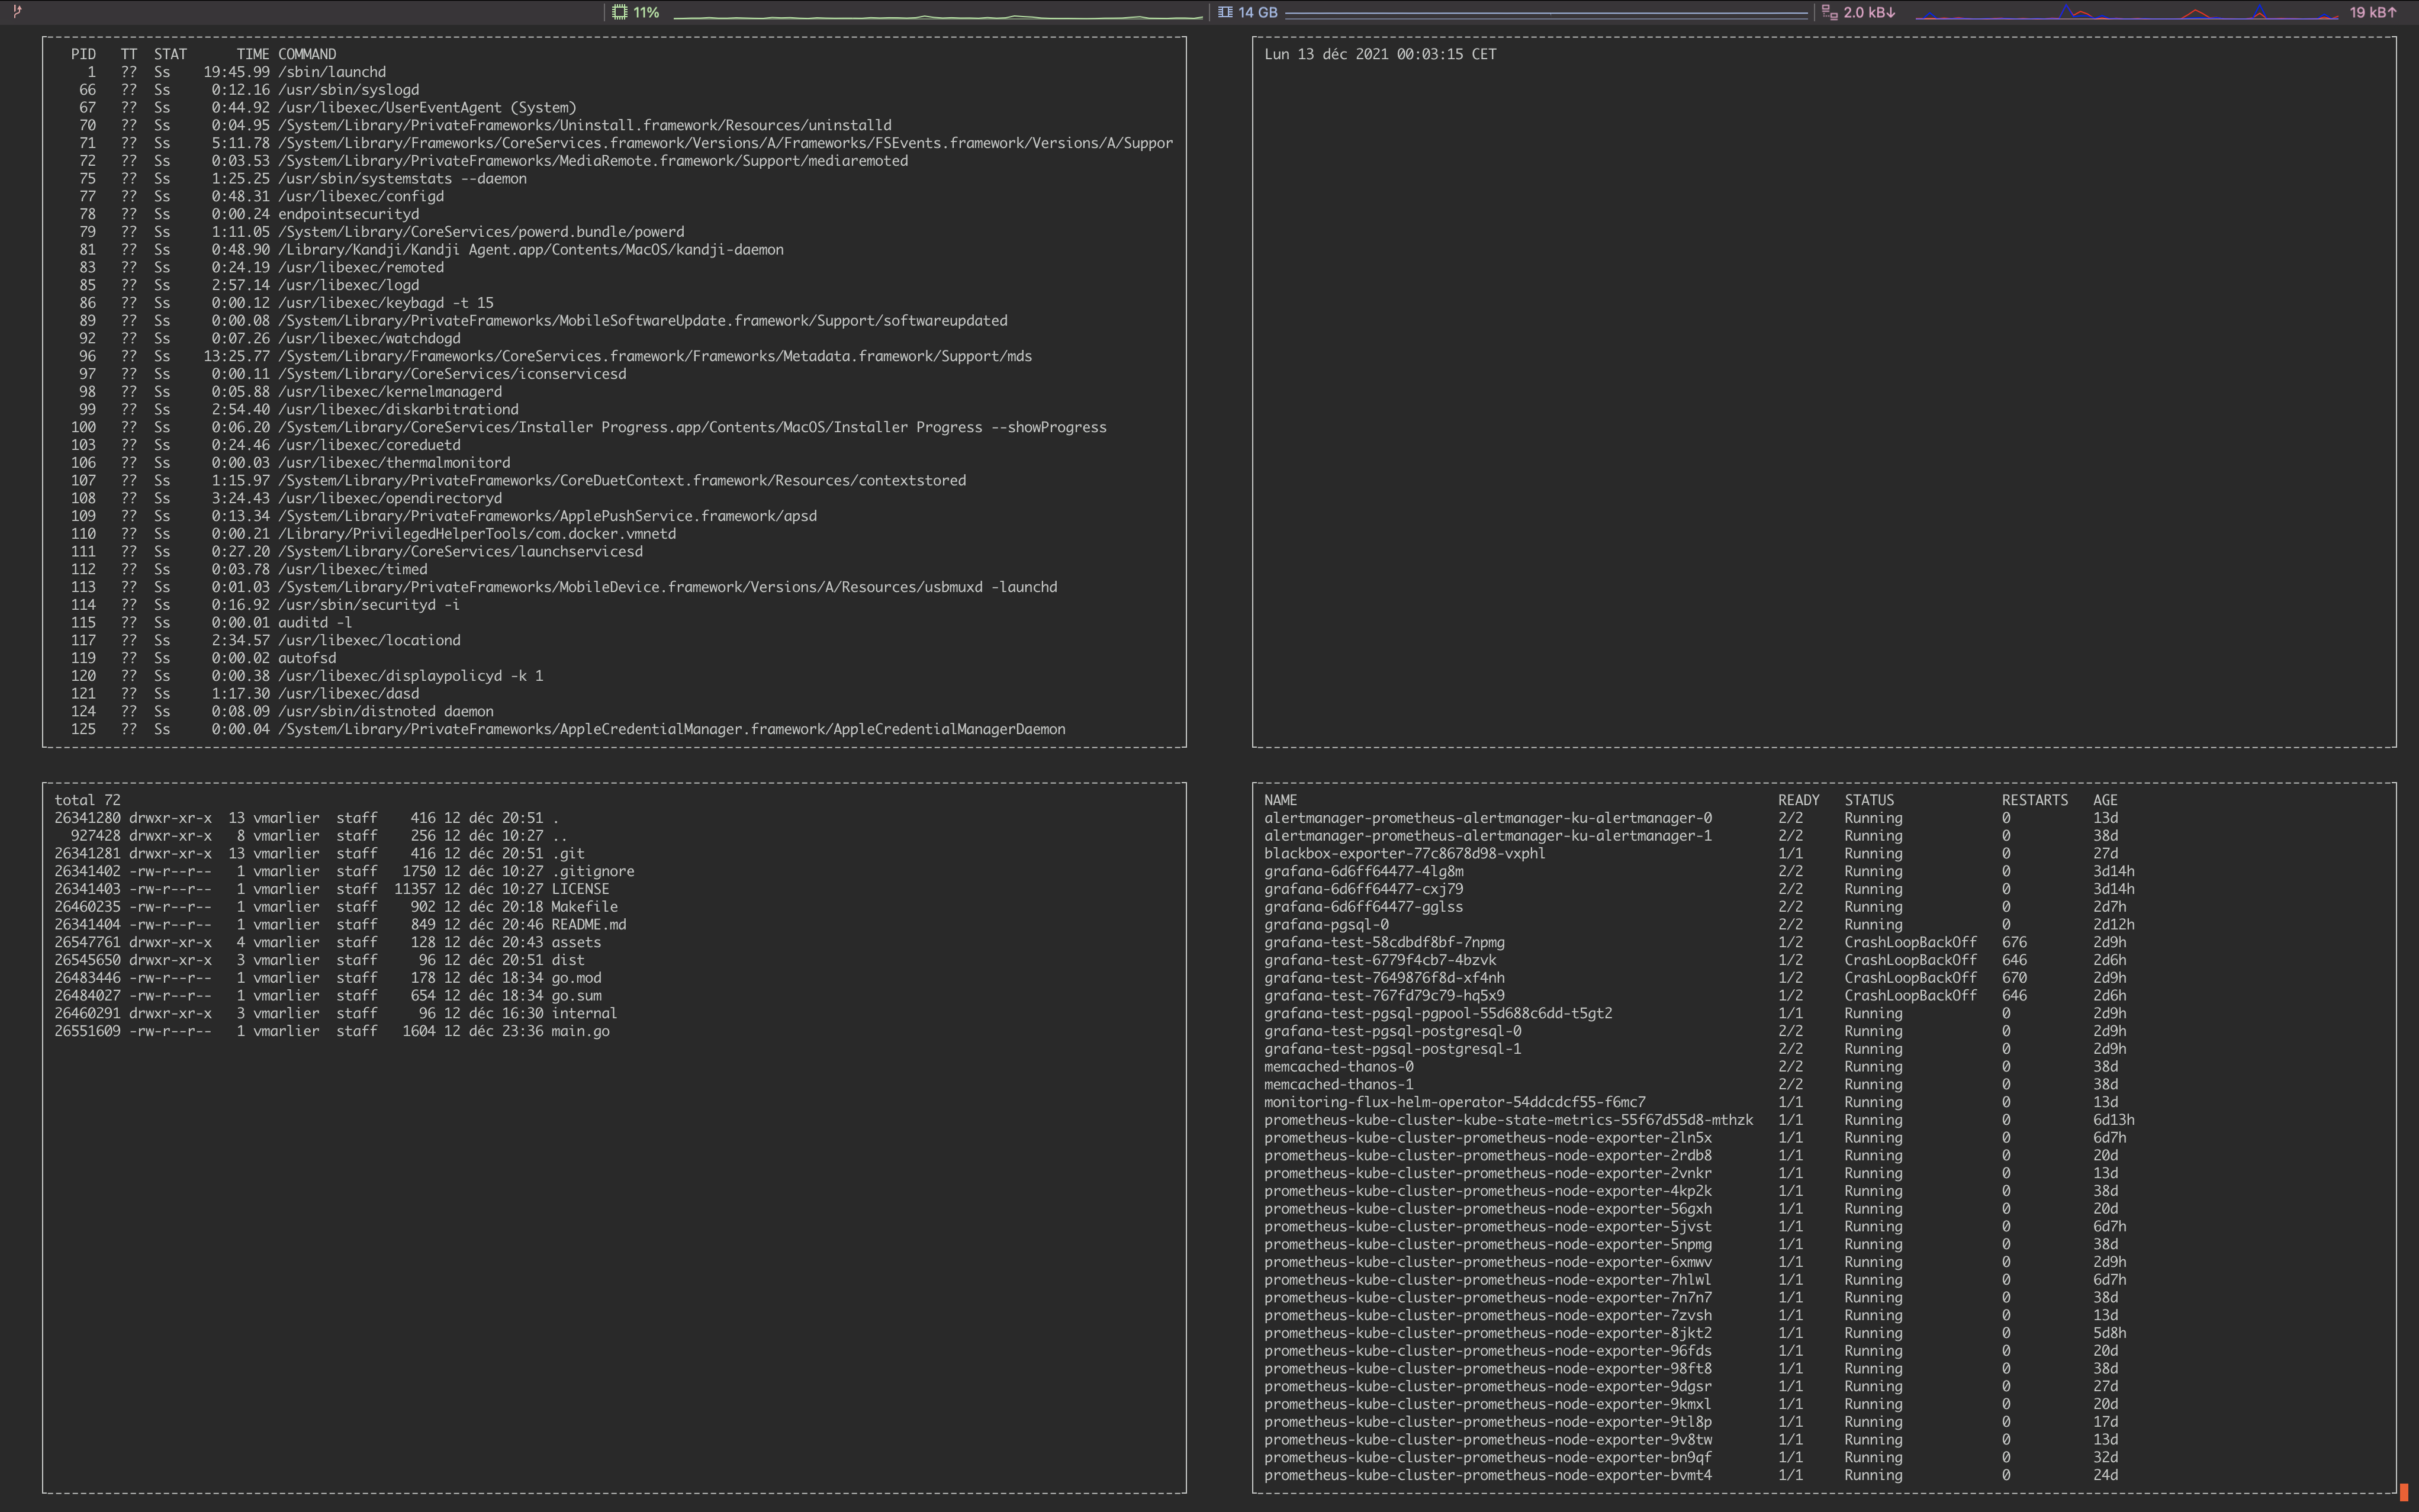 11% 14 GB 2.0 kB↓ 19 kB↑
PID TT STAT TIME COMMAND
1 ?? Ss 19:45.99 /sbin/launchd
66 ?? Ss 0:12.16 /usr/sbin/syslogd
67 ?? Ss 0:44.92 /usr/libexec/UserEventAgent (System)
70 ?? Ss 0:04.95 /System/Library/PrivateFrameworks/Uninstall.framework/Resources/uninstalld
71 ?? Ss 5:11.78 /System/Library/Frameworks/CoreServices.framework/Versions/A/Frameworks/FSEvents.framework/Versions/A/Suppor
72 ?? Ss 0:03.53 /System/Library/PrivateFrameworks/MediaRemote.framework/Support/mediaremoted
75 ?? Ss 1:25.25 /usr/sbin/systemstats --daemon
77 ?? Ss 0:48.31 /usr/libexec/configd
78 ?? Ss 0:00.24 endpointsecurityd
79 ?? Ss 1:11.05 /System/Library/CoreServices/powerd.bundle/powerd
81 ?? Ss 0:48.90 /Library/Kandji/Kandji Agent.app/Contents/MacOS/kandji-daemon
83 ?? Ss 0:24.19 /usr/libexec/remoted
85 ?? Ss 2:57.14 /usr/libexec/logd
86 ?? Ss 0:00.12 /usr/libexec/keybagd -t 15
89 ?? Ss 0:00.08 /System/Library/PrivateFrameworks/MobileSoftwareUpdate.framework/Support/softwareupdated
92 ?? Ss 0:07.26 /usr/libexec/watchdogd
96 ?? Ss 13:25.77 /System/Library/Frameworks/CoreServices.framework/Frameworks/Metadata.framework/Support/mds
97 ?? Ss 0:00.11 /System/Library/CoreServices/iconservicesd
98 ?? Ss 0:05.88 /usr/libexec/kernelmanagerd
99 ?? Ss 2:54.40 /usr/libexec/diskarbitrationd
100 ?? Ss 0:06.20 /System/Library/CoreServices/Installer Progress.app/Contents/MacOS/Installer Progress --showProgress
103 ?? Ss 0:24.46 /usr/libexec/coreduetd
106 ?? Ss 0:00.03 /usr/libexec/thermalmonitord
107 ?? Ss 1:15.97 /System/Library/PrivateFrameworks/CoreDuetContext.framework/Resources/contextstored
108 ?? Ss 3:24.43 /usr/libexec/opendirectoryd
109 ?? Ss 0:13.34 /System/Library/PrivateFrameworks/ApplePushService.framework/apsd
110 ?? Ss 0:00.21 /Library/PrivilegedHelperTools/com.docker.vmnetd
111 ?? Ss 0:27.20 /System/Library/CoreServices/launchservicesd
112 ?? Ss 0:03.78 /usr/libexec/timed
113 ?? Ss 0:01.03 /System/Library/PrivateFrameworks/MobileDevice.framework/Versions/A/Resources/usbmuxd -launchd
114 ?? Ss 0:16.92 /usr/sbin/securityd -i
115 ?? Ss 0:00.01 auditd -l
117 ?? Ss 2:34.57 /usr/libexec/locationd
119 ?? Ss 0:00.02 autofsd
120 ?? Ss 0:00.38 /usr/libexec/displaypolicyd -k 1
121 ?? Ss 1:17.30 /usr/libexec/dasd
124 ?? Ss 0:08.09 /usr/sbin/distnoted daemon
125 ?? Ss 0:00.04 /System/Library/PrivateFrameworks/AppleCredentialManager.framework/AppleCredentialManagerDaemon
Lun 13 déc 2021 00:03:15 CET
total 72
26341280 drwxr-xr-x 13 vmarlier staff 416 12 déc 20:51 .
927428 drwxr-xr-x 8 vmarlier staff 256 12 déc 10:27 ..
26341281 drwxr-xr-x 13 vmarlier staff 416 12 déc 20:51 .git
26341402 -rw-r--r-- 1 vmarlier staff 1750 12 déc 10:27 .gitignore
26341403 -rw-r--r-- 1 vmarlier staff 11357 12 déc 10:27 LICENSE
26460235 -rw-r--r-- 1 vmarlier staff 902 12 déc 20:18 Makefile
26341404 -rw-r--r-- 1 vmarlier staff 849 12 déc 20:46 README.md
26547761 drwxr-xr-x 4 vmarlier staff 128 12 déc 20:43 assets
26545650 drwxr-xr-x 3 vmarlier staff 96 12 déc 20:51 dist
26483446 -rw-r--r-- 1 vmarlier staff 178 12 déc 18:34 go.mod
26484027 -rw-r--r-- 1 vmarlier staff 654 12 déc 18:34 go.sum
26460291 drwxr-xr-x 3 vmarlier staff 96 12 déc 16:30 internal
26551609 -rw-r--r-- 1 vmarlier staff 1604 12 déc 23:36 main.go
NAME READY STATUS RESTARTS AGE
alertmanager-prometheus-alertmanager-ku-alertmanager-0 2/2 Running 0 13d
alertmanager-prometheus-alertmanager-ku-alertmanager-1 2/2 Running 0 38d
blackbox-exporter-77c8678d98-vxphl 1/1 Running 0 27d
grafana-6d6ff64477-4lg8m 2/2 Running 0 3d14h
grafana-6d6ff64477-cxj79 2/2 Running 0 3d14h
grafana-6d6ff64477-gglss 2/2 Running 0 2d7h
grafana-pgsql-0 2/2 Running 0 2d12h
grafana-test-58cdbdf8bf-7npmg 1/2 CrashLoopBackOff 676 2d9h
grafana-test-6779f4cb7-4bzvk 1/2 CrashLoopBackOff 646 2d6h
grafana-test-7649876f8d-xf4nh 1/2 CrashLoopBackOff 670 2d9h
grafana-test-767fd79c79-hq5x9 1/2 CrashLoopBackOff 646 2d6h
grafana-test-pgsql-pgpool-55d688c6dd-t5gt2 1/1 Running 0 2d9h
grafana-test-pgsql-postgresql-0 2/2 Running 0 2d9h
grafana-test-pgsql-postgresql-1 2/2 Running 0 2d9h
memcached-thanos-0 2/2 Running 0 38d
memcached-thanos-1 2/2 Running 0 38d
monitoring-flux-helm-operator-54ddcdcf55-f6mc7 1/1 Running 0 13d
prometheus-kube-cluster-kube-state-metrics-55f67d55d8-mthzk 1/1 Running 0 6d13h
prometheus-kube-cluster-prometheus-node-exporter-2ln5x 1/1 Running 0 6d7h
prometheus-kube-cluster-prometheus-node-exporter-2rdb8 1/1 Running 0 20d
prometheus-kube-cluster-prometheus-node-exporter-2vnkr 1/1 Running 0 13d
prometheus-kube-cluster-prometheus-node-exporter-4kp2k 1/1 Running 0 38d
prometheus-kube-cluster-prometheus-node-exporter-56gxh 1/1 Running 0 20d
prometheus-kube-cluster-prometheus-node-exporter-5jvst 1/1 Running 0 6d7h
prometheus-kube-cluster-prometheus-node-exporter-5npmg 1/1 Running 0 38d
prometheus-kube-cluster-prometheus-node-exporter-6xmwv 1/1 Running 0 2d9h
prometheus-kube-cluster-prometheus-node-exporter-7hlwl 1/1 Running 0 6d7h
prometheus-kube-cluster-prometheus-node-exporter-7n7n7 1/1 Running 0 38d
prometheus-kube-cluster-prometheus-node-exporter-7zvsh 1/1 Running 0 13d
prometheus-kube-cluster-prometheus-node-exporter-8jkt2 1/1 Running 0 5d8h
prometheus-kube-cluster-prometheus-node-exporter-96fds 1/1 Running 0 20d
prometheus-kube-cluster-prometheus-node-exporter-98ft8 1/1 Running 0 38d
prometheus-kube-cluster-prometheus-node-exporter-9dgsr 1/1 Running 0 27d
prometheus-kube-cluster-prometheus-node-exporter-9kmxl 1/1 Running 0 20d
prometheus-kube-cluster-prometheus-node-exporter-9tl8p 1/1 Running 0 17d
prometheus-kube-cluster-prometheus-node-exporter-9v8tw 1/1 Running 0 13d
prometheus-kube-cluster-prometheus-node-exporter-bn9qf 1/1 Running 0 32d
prometheus-kube-cluster-prometheus-node-exporter-bvmt4 1/1 Running 0 24d